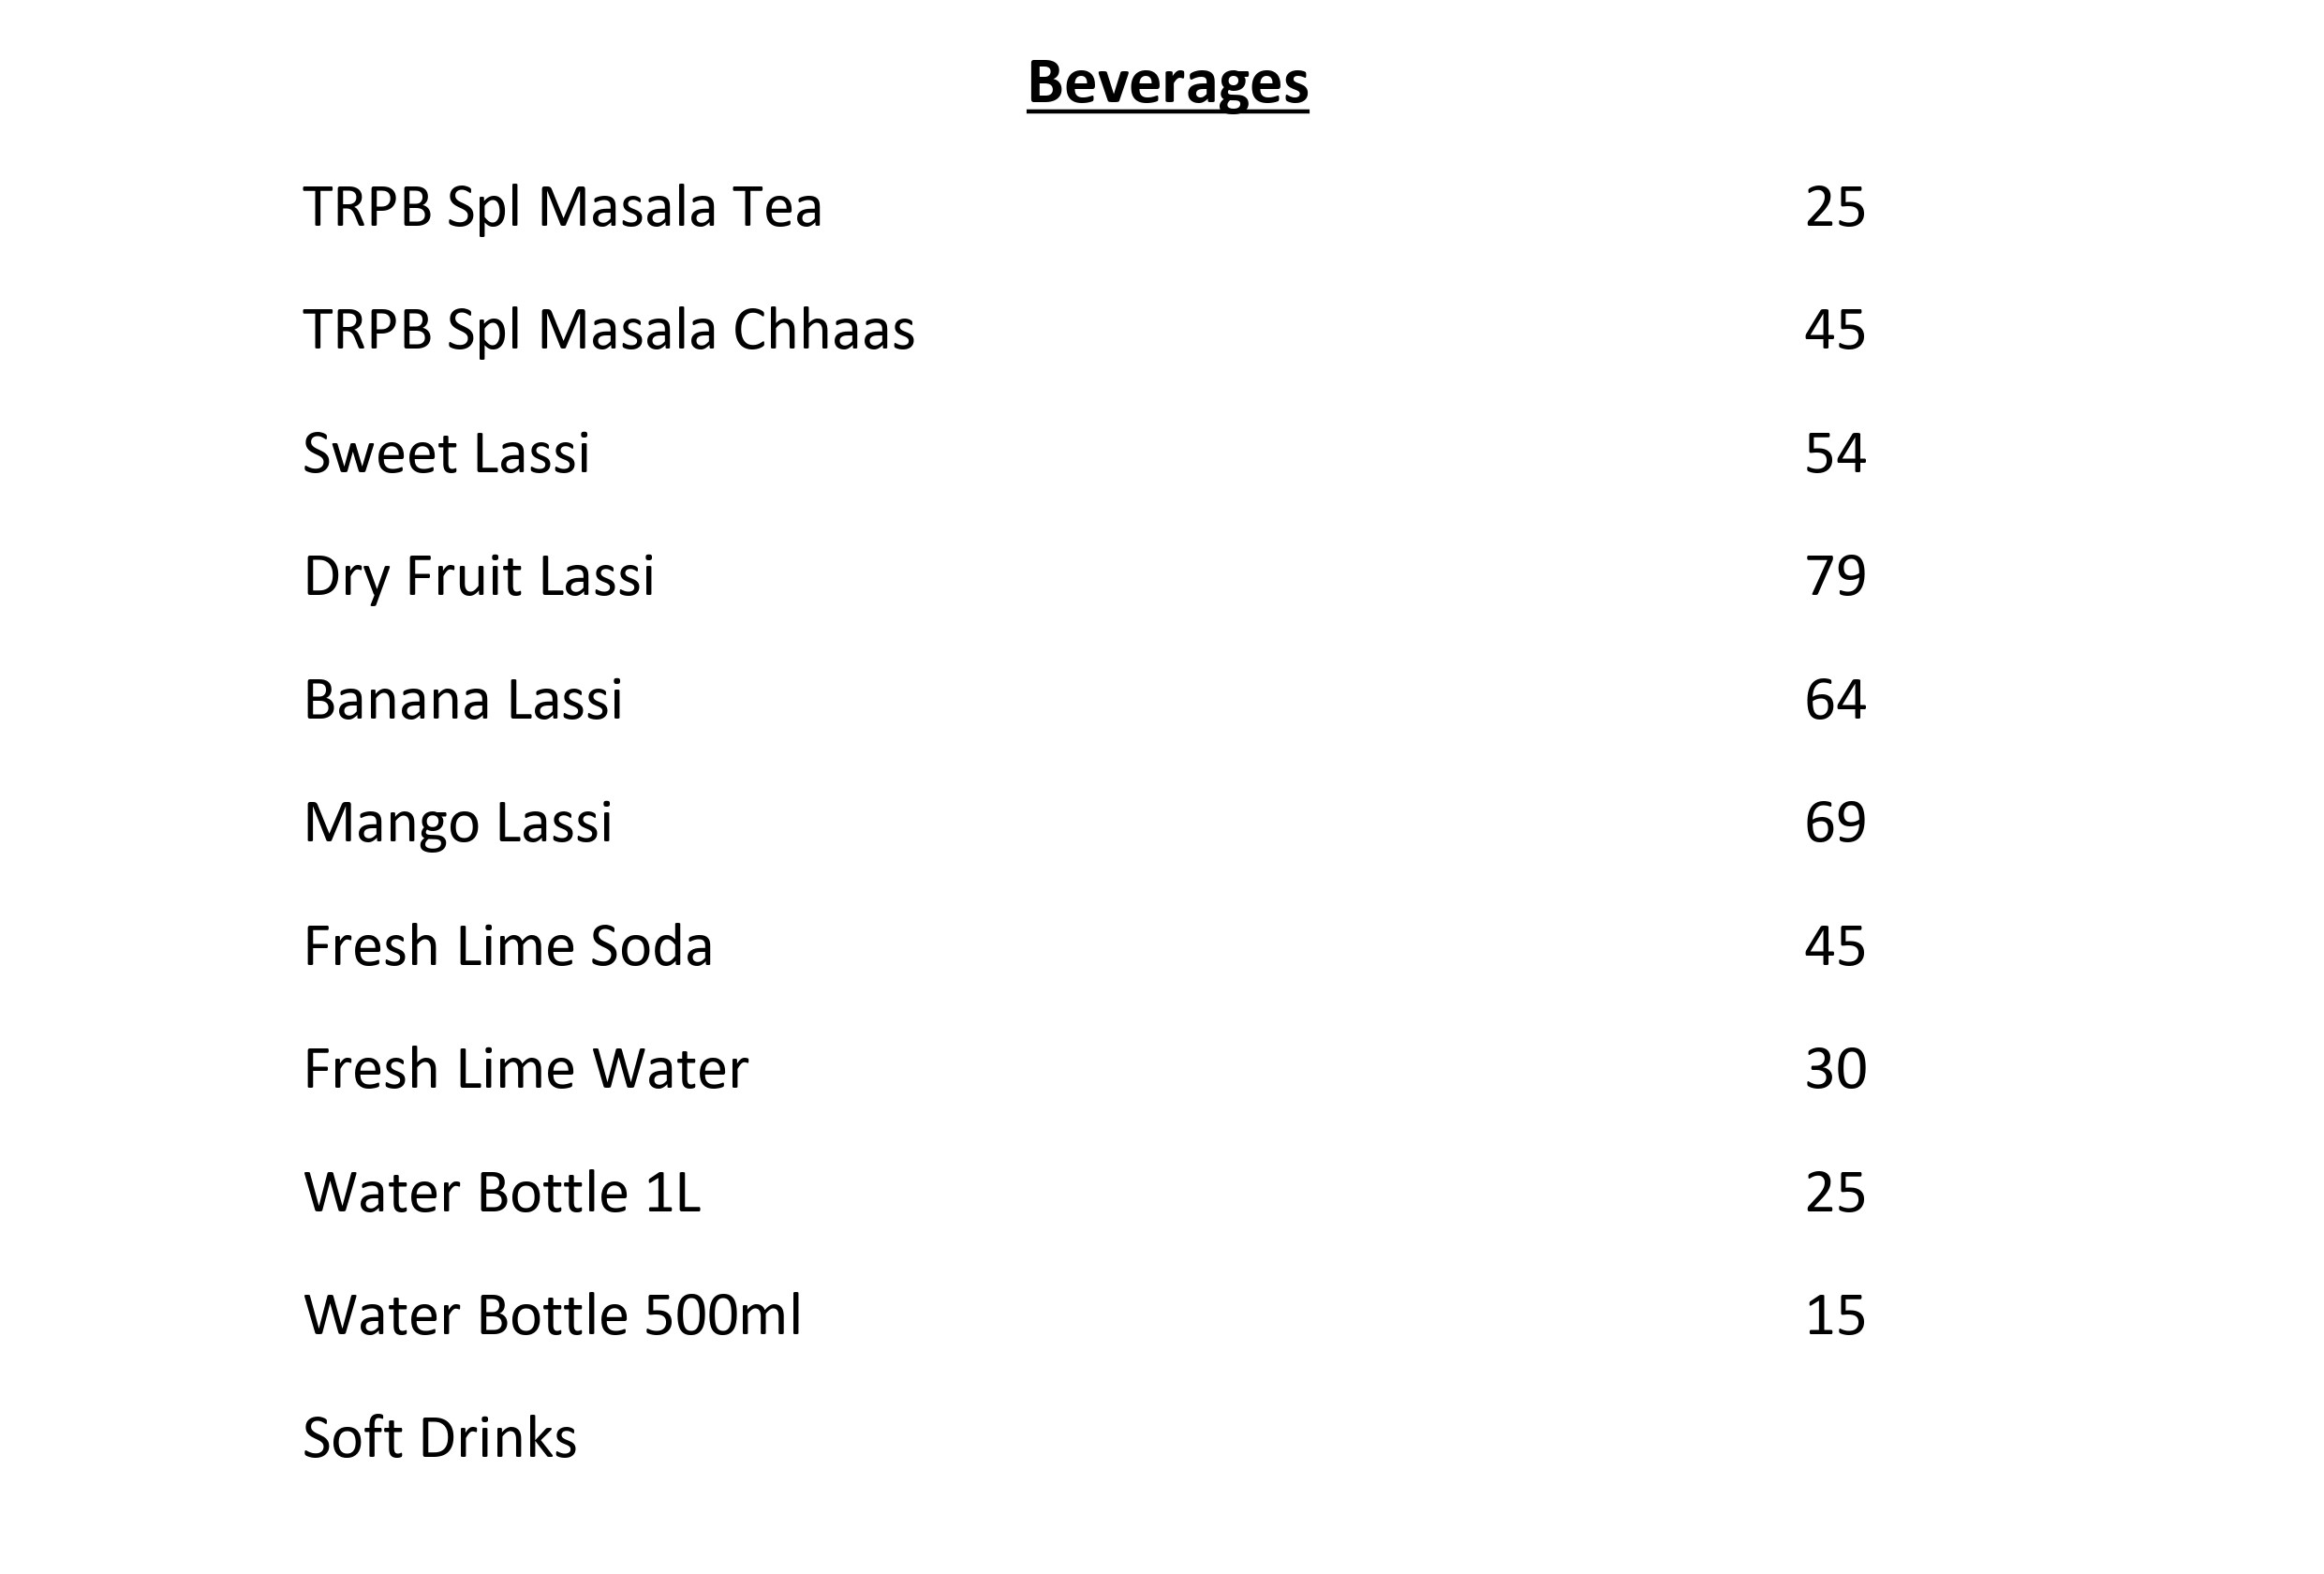 Beverages
TRPB Spl Masala Tea 25
TRPB Spl Masala Chhaas 45
Sweet Lassi 54
Dry Fruit Lassi 79
Banana Lassi 64
Mango Lassi 69
Fresh Lime Soda 45
Fresh Lime Water 30
Water Bottle 1L 25
Water Bottle 500ml 15
Soft Drinks